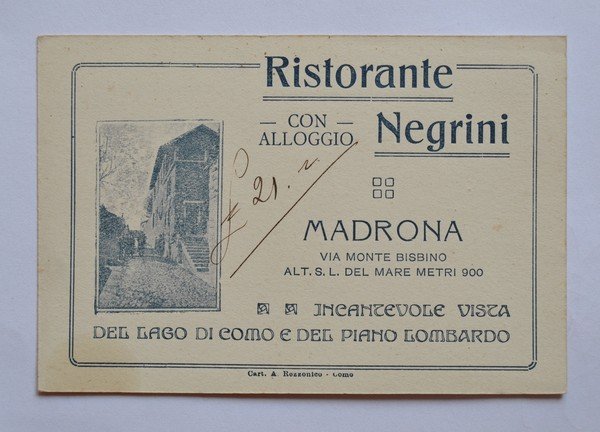 Ristorante
— CON —
ALLOGGIO
Negrini
£ 21.
MADRONA
VIA MONTE BISBINO
ALT. S. L. DEL MARE METRI 900
INCANTEVOLE VISTA
DEL LAGO DI COMO E DEL PIANO LOMBARDO
Cart. A. Rezzonico - Como